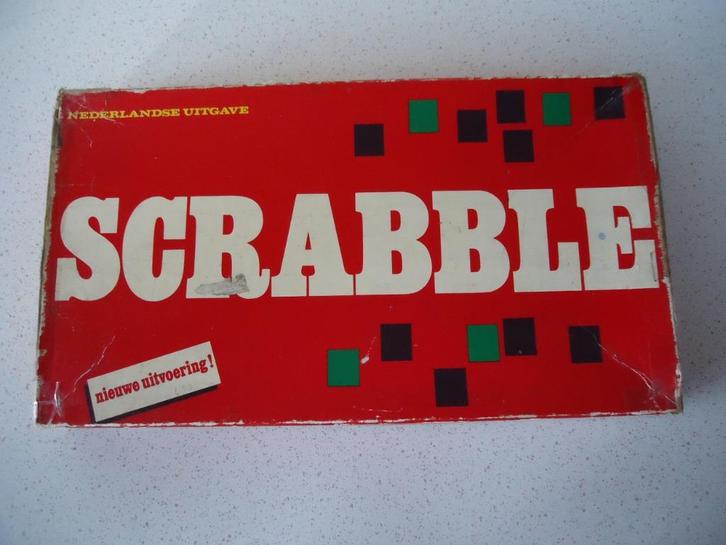 NEDERLANDSE UITGAVE
SCRABBLE
nieuwe uitvoering!